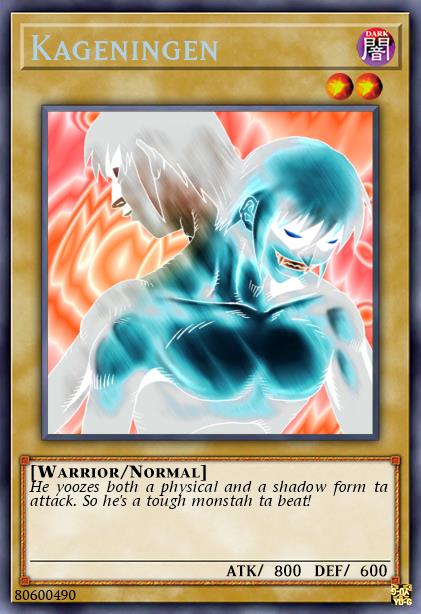 Kageningen
DARK
闇
[Warrior/Normal]
He yoozes both a physical and a shadow form ta
attack. So he's a tough monstah ta beat!
ATK/ 800 DEF/ 600
80600490